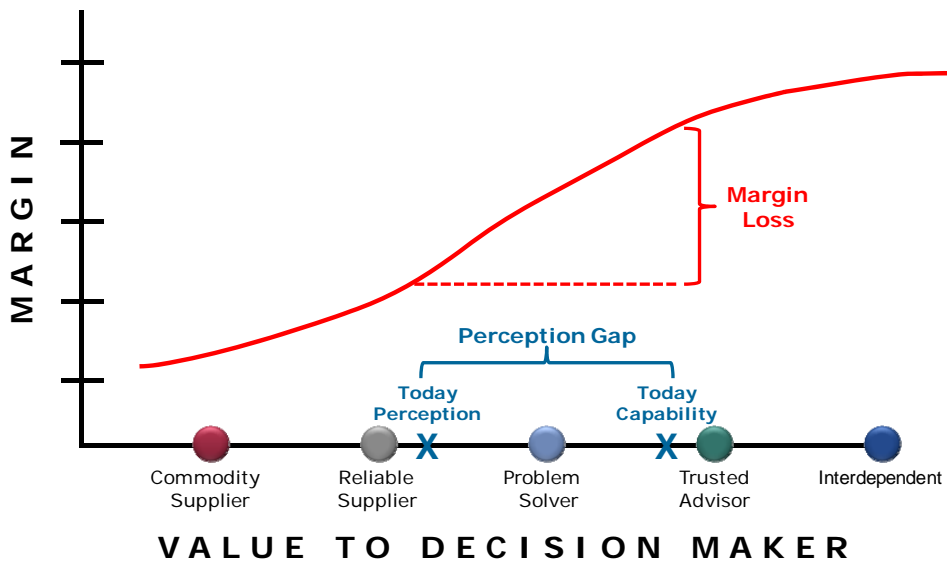 MARGIN
Margin
Loss
Perception Gap
Today
Perception
Today
Capability
X
X
Commodity
Supplier
Reliable
Supplier
Problem
Solver
Trusted
Advisor
Interdependent
VALUE TO DECISION MAKER